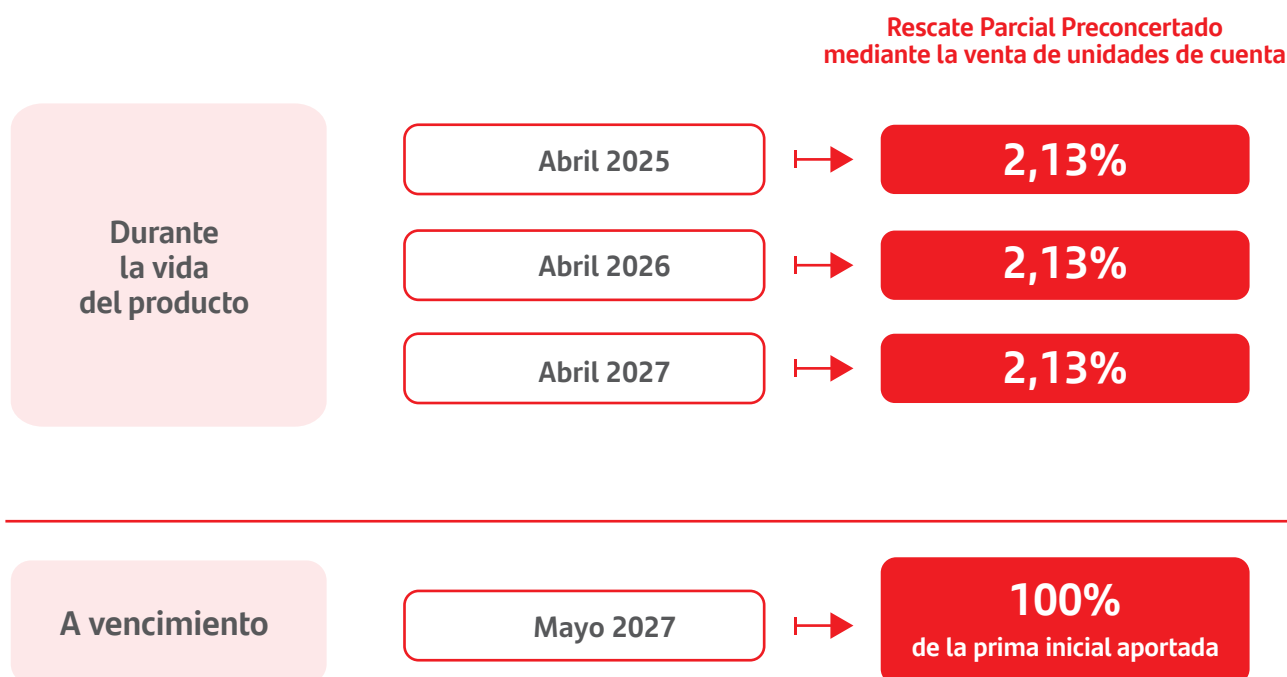 Rescate Parcial Preconcertado
mediante la venta de unidades de cuenta
Durante
la vida
del producto
Abril 2025
2,13%
Abril 2026
2,13%
Abril 2027
2,13%
A vencimiento
Mayo 2027
100%
de la prima inicial aportada